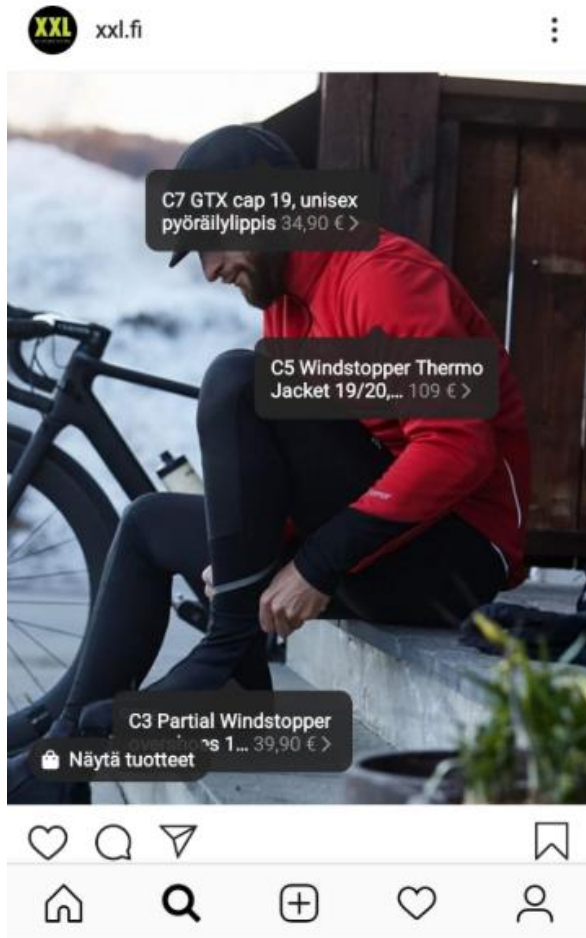 XXL
xxl.fi
C7 GTX cap 19, unisex
pyöräilylippis 34,90 € >
C5 Windstopper Thermo
Jacket 19/20,... 109 € >
C3 Partial Windstopper
overshoes 1... 39,90 € >
Näytä tuotteet